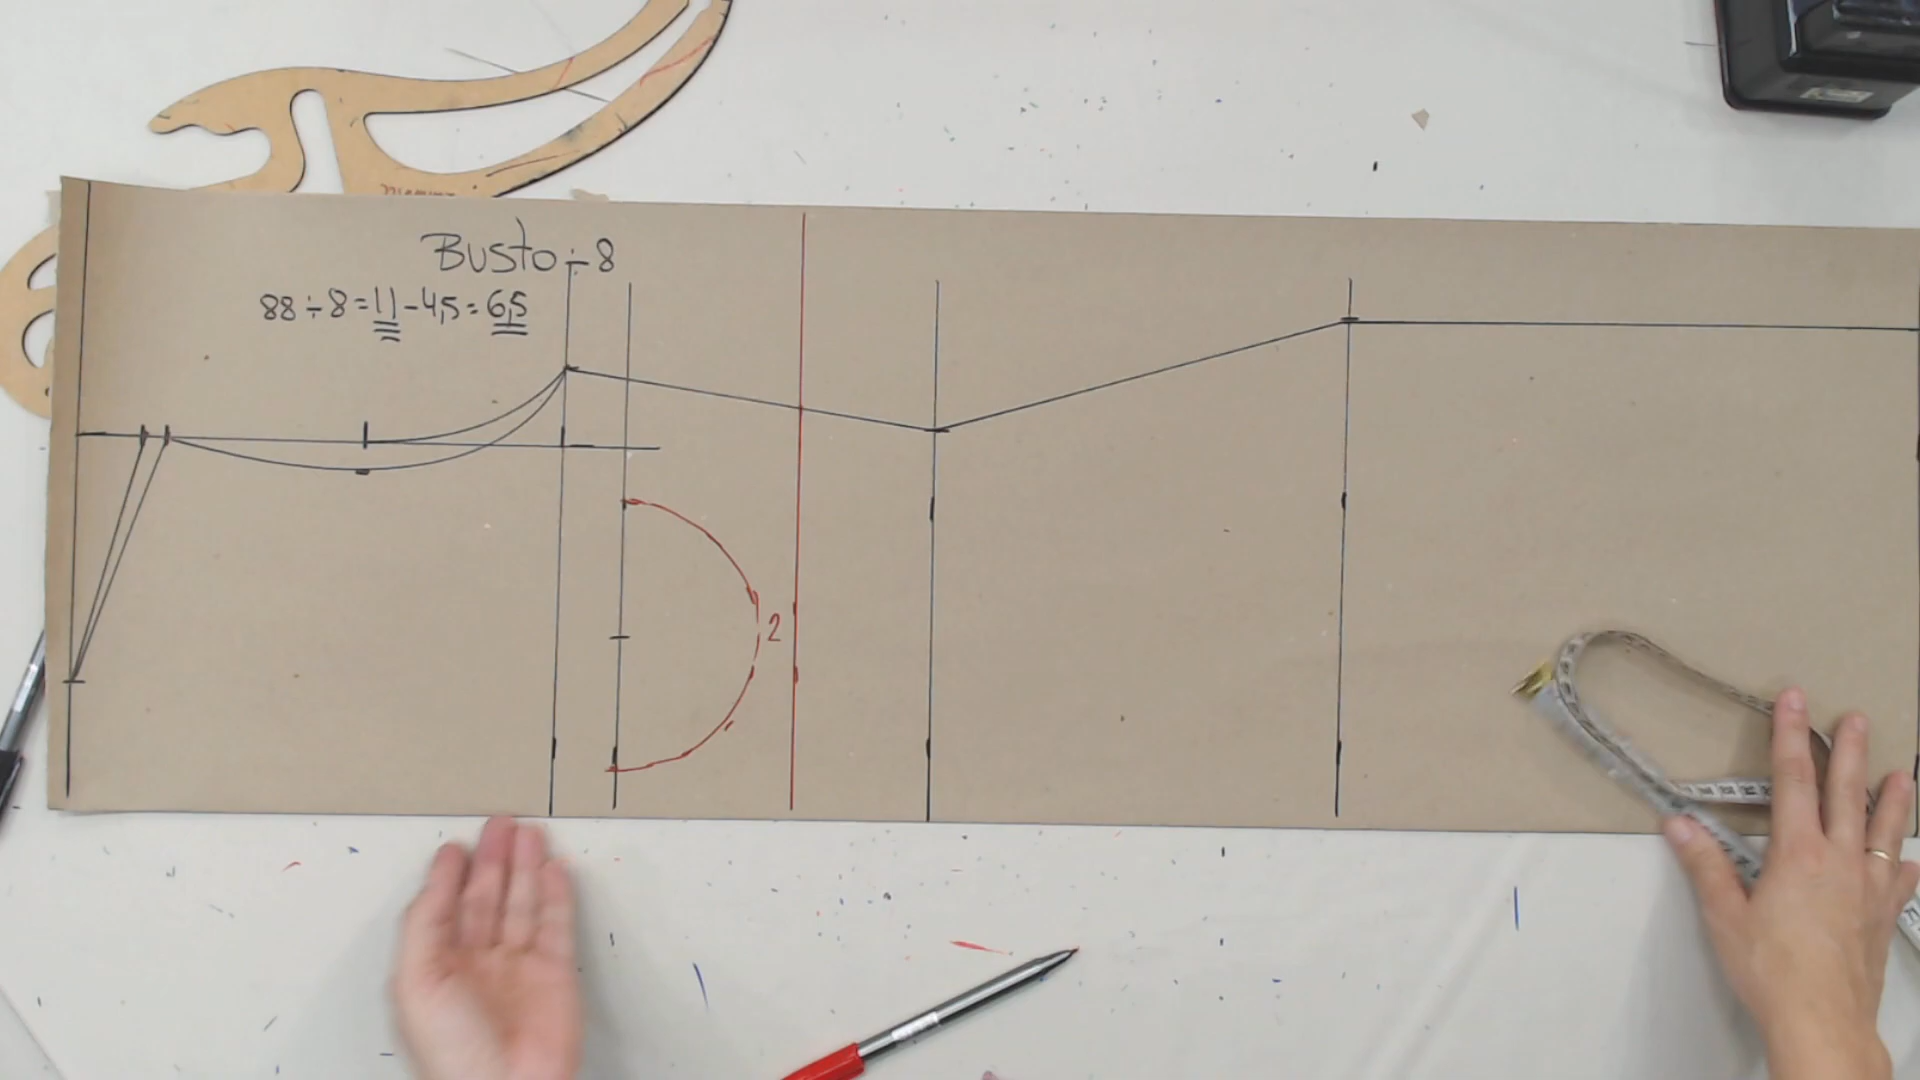 Busto ÷ 8
88 ÷ 8 = 11 - 4,5 = 6,5
2